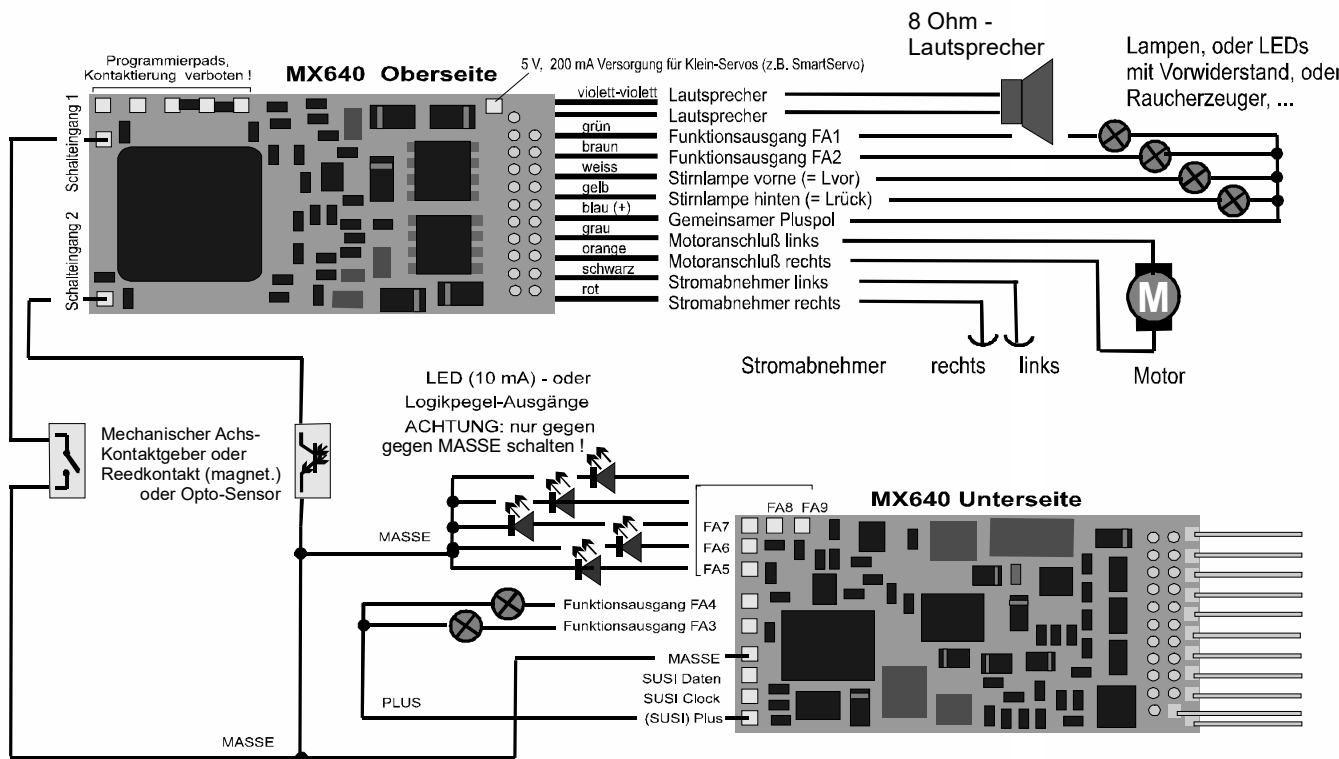 8 Ohm -
Lautsprecher
Lampen, oder LEDs
mit Vorwiderstand, oder
Raucherzeuger, ...
Programmierpads,
Kontaktierung verboten !
MX640 Oberseite
5 V, 200 mA Versorgung für Klein-Servos (z.B. SmartServo)
Schalteingang 1
Schalteingang 2
violett-violett Lautsprecher
Lautsprecher
grün Funktionsausgang FA1
braun Funktionsausgang FA2
weiss Stirnlampe vorne (= Lvor)
gelb Stirnlampe hinten (= Lrück)
blau (+) Gemeinsamer Pluspol
grau Motoranschluß links
orange Motoranschluß rechts
schwarz Stromabnehmer links
rot Stromabnehmer rechts
M
Stromabnehmer rechts links
Motor
LED (10 mA) - oder
Logikpegel-Ausgänge
ACHTUNG: nur gegen
gegen MASSE schalten !
Mechanischer Achs-
Kontaktgeber oder
Reedkontakt (magnet.)
oder Opto-Sensor
MX640 Unterseite
FA8 FA9
FA7
FA6
FA5
MASSE
Funktionsausgang FA4
Funktionsausgang FA3
MASSE
SUSI Daten
SUSI Clock
(SUSI) Plus
PLUS
MASSE